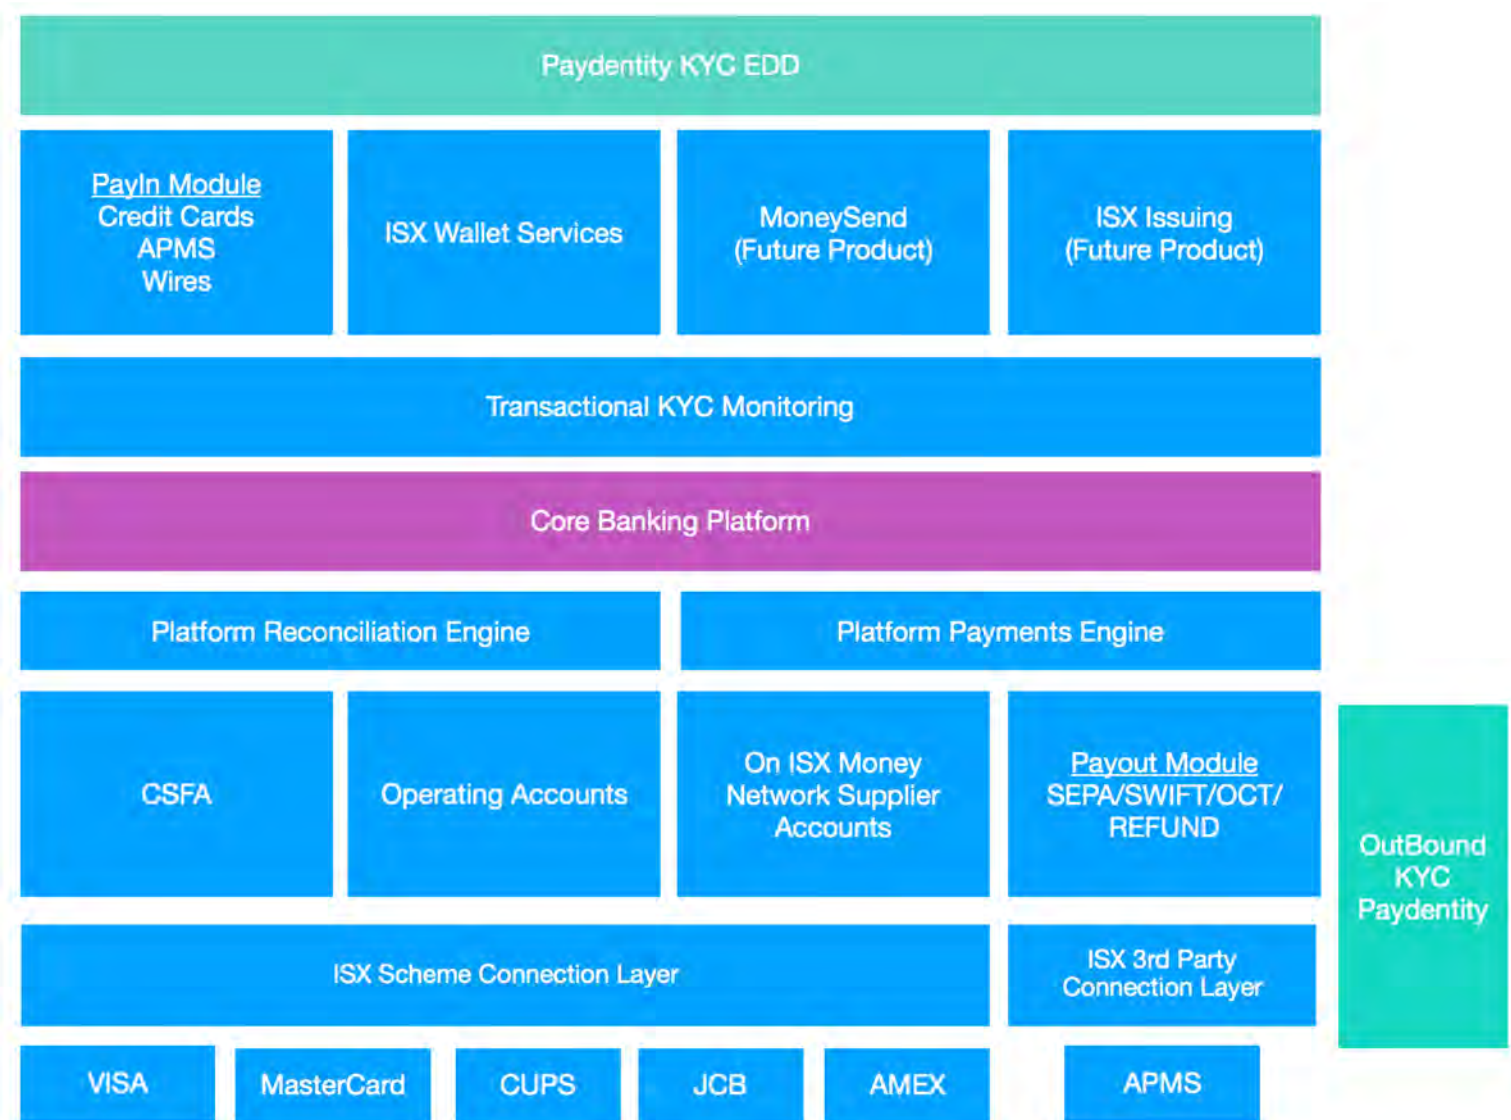 Paydentity KYC EDD
PayIn Module
Credit Cards
APMS
Wires
ISX Wallet Services
MoneySend
(Future Product)
ISX Issuing
(Future Product)
Transactional KYC Monitoring
Core Banking Platform
Platform Reconciliation Engine
Platform Payments Engine
CSFA
Operating Accounts
On ISX Money
Network Supplier
Accounts
Payout Module
SEPA/SWIFT/OCT/
REFUND
OutBound
KYC
Paydentity
ISX Scheme Connection Layer
ISX 3rd Party
Connection Layer
VISA
MasterCard
CUPS
JCB
AMEX
APMS